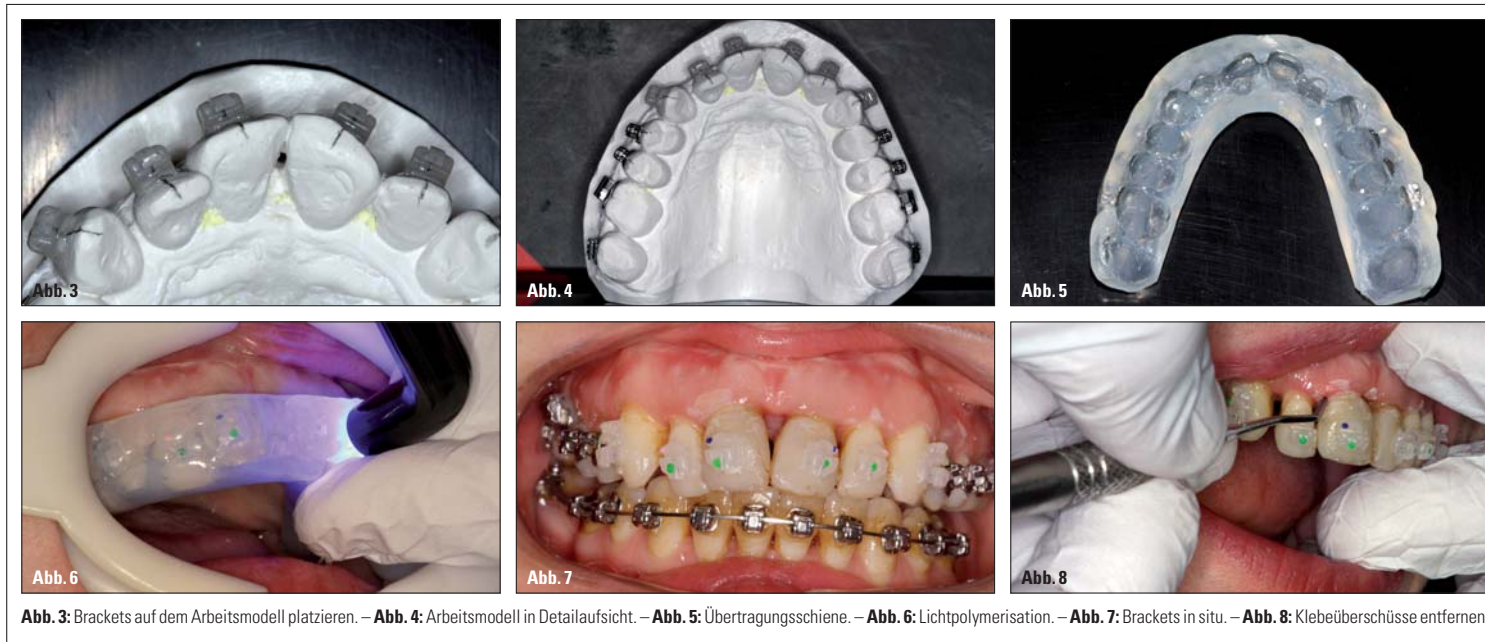 Abb. 3
Abb. 4
Abb. 5
Abb. 6
Abb. 7
Abb. 8
Abb. 3: Brackets auf dem Arbeitsmodell platzieren. – Abb. 4: Arbeitsmodell in Detailaufsicht. – Abb. 5: Übertragungsschiene. – Abb. 6: Lichtpolymerisation. – Abb. 7: Brackets in situ. – Abb. 8: Klebeüberschüsse entfernen